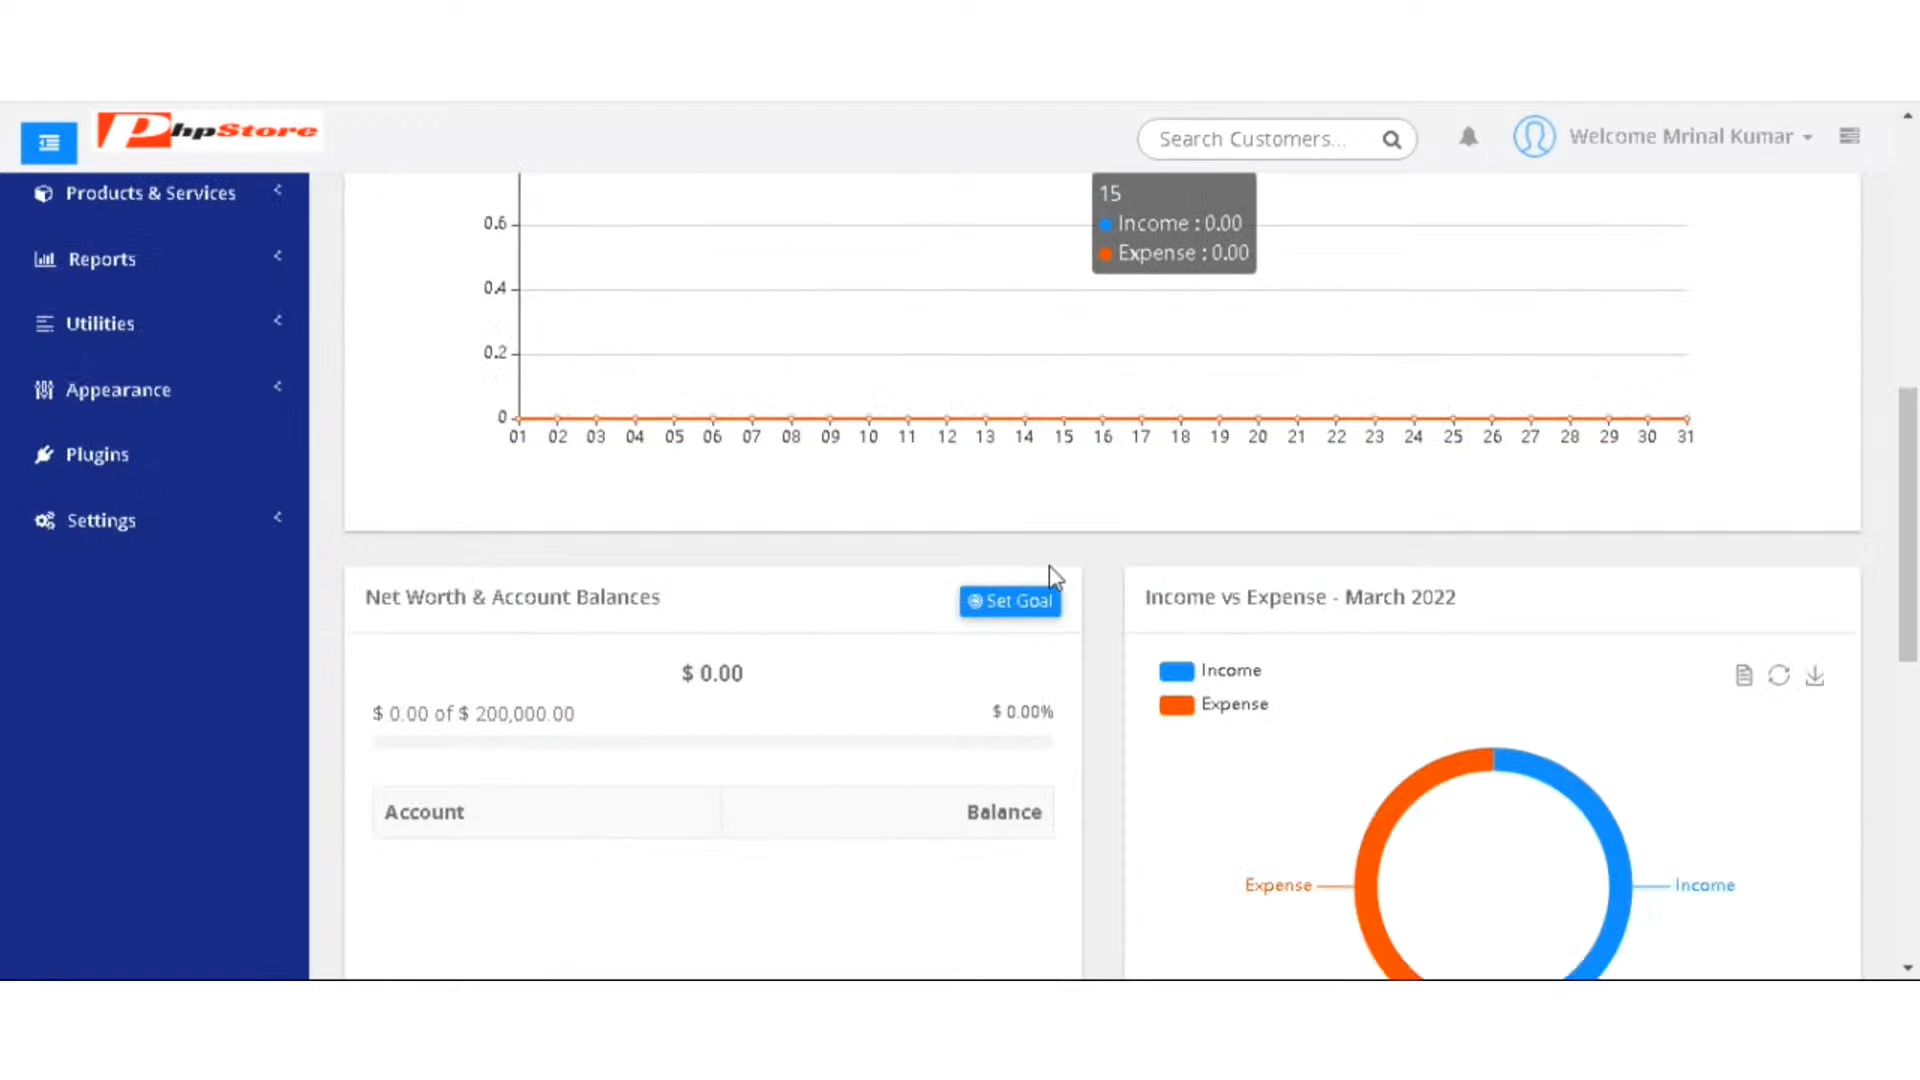 PhpStore
Search Customers...
Welcome Mrinal Kumar
Products & Services
Reports
Utilities
Appearance
Plugins
Settings
15
Income : 0.00
Expense : 0.00
0.6
0.4
0.2
0
01 02 03 04 05 06 07 08 09 10 11 12 13 14 15 16 17 18 19 20 21 22 23 24 25 26 27 28 29 30 31
Net Worth & Account Balances
Set Goal
$ 0.00
$ 0.00 of $ 200,000.00
$ 0.00%
Account Balance
Income vs Expense - March 2022
Income
Expense
Expense
Income